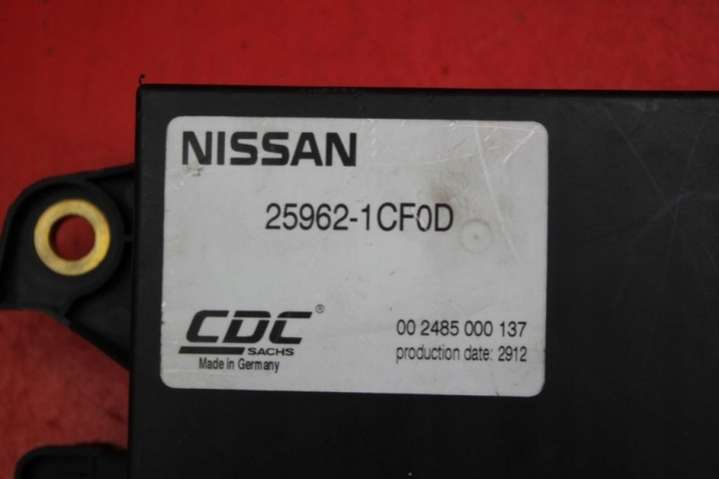 NISSAN
25962-1CF0D
CDC®
SACHS
Made in Germany
00 2485 000 137
production date: 2912